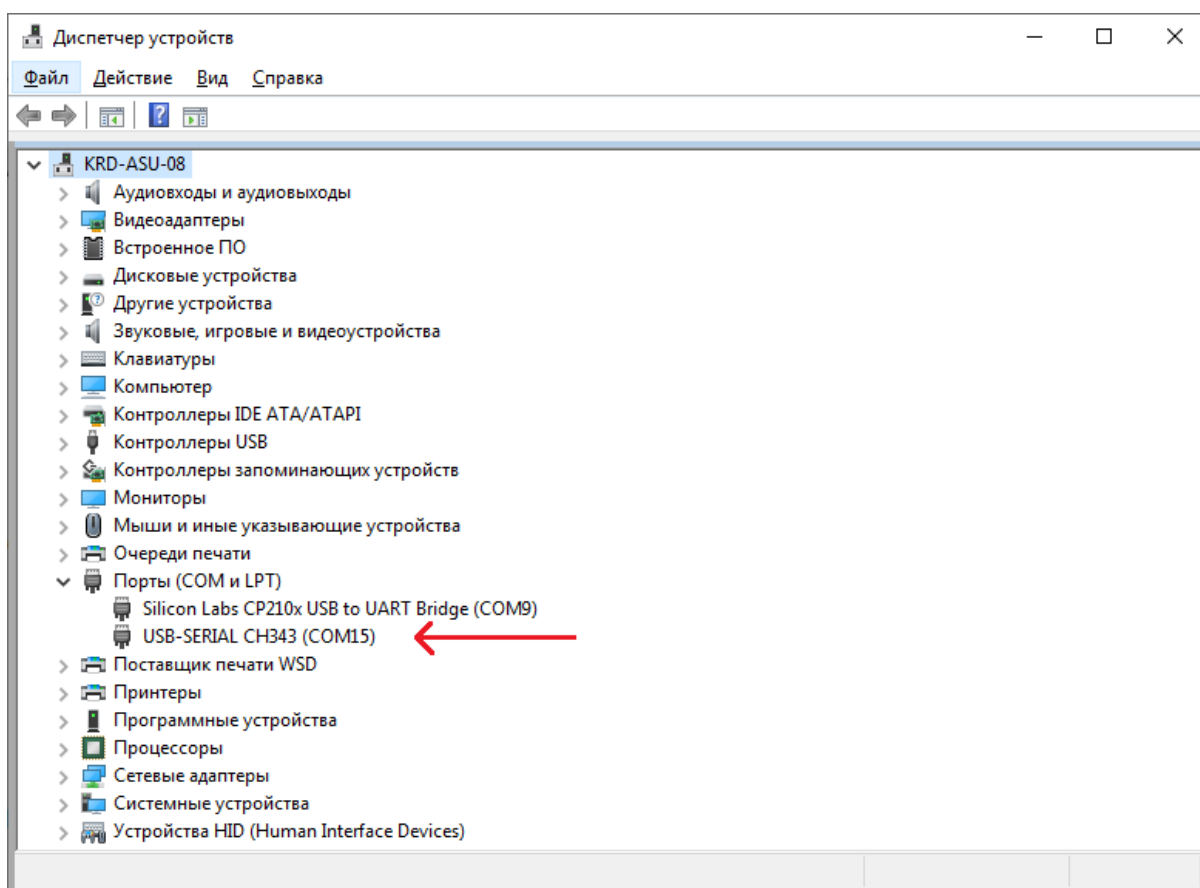 Диспетчер устройств
Файл Действие Вид Справка
KRD-ASU-08
Аудиовходы и аудиовыходы
Видеоадаптеры
Встроенное ПО
Дисковые устройства
Другие устройства
Звуковые, игровые и видеоустройства
Клавиатуры
Компьютер
Контроллеры IDE ATA/ATAPI
Контроллеры USB
Контроллеры запоминающих устройств
Мониторы
Мыши и иные указывающие устройства
Очереди печати
Порты (COM и LPT)
Silicon Labs CP210x USB to UART Bridge (COM9)
USB-SERIAL CH343 (COM15)
Поставщик печати WSD
Принтеры
Программные устройства
Процессоры
Сетевые адаптеры
Системные устройства
Устройства HID (Human Interface Devices)